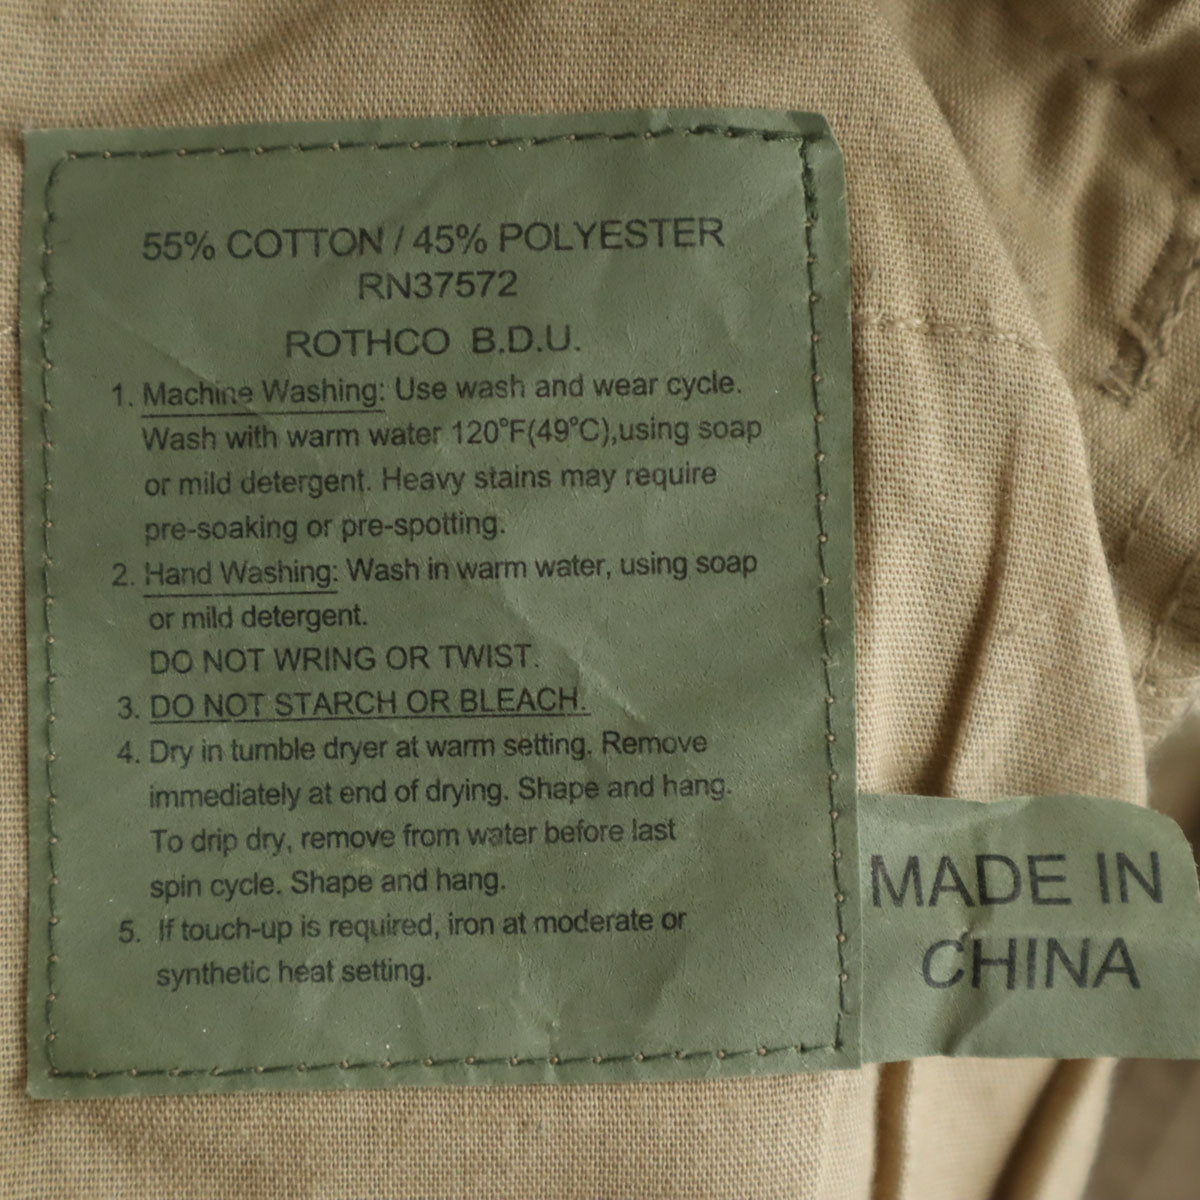 55% COTTON / 45% POLYESTER
RN37572
ROTHCO B.D.U.
1. Machine Washing: Use wash and wear cycle.
Wash with warm water 120°F(49°C),using soap
or mild detergent. Heavy stains may require
pre-soaking or pre-spotting.
2. Hand Washing: Wash in warm water, using soap
or mild detergent.
DO NOT WRING OR TWIST.
3. DO NOT STARCH OR BLEACH.
4. Dry in tumble dryer at warm setting. Remove
immediately at end of drying. Shape and hang.
To drip dry, remove from water before last
spin cycle. Shape and hang.
5. If touch-up is required, iron at moderate or
synthetic heat setting.
MADE IN
CHINA